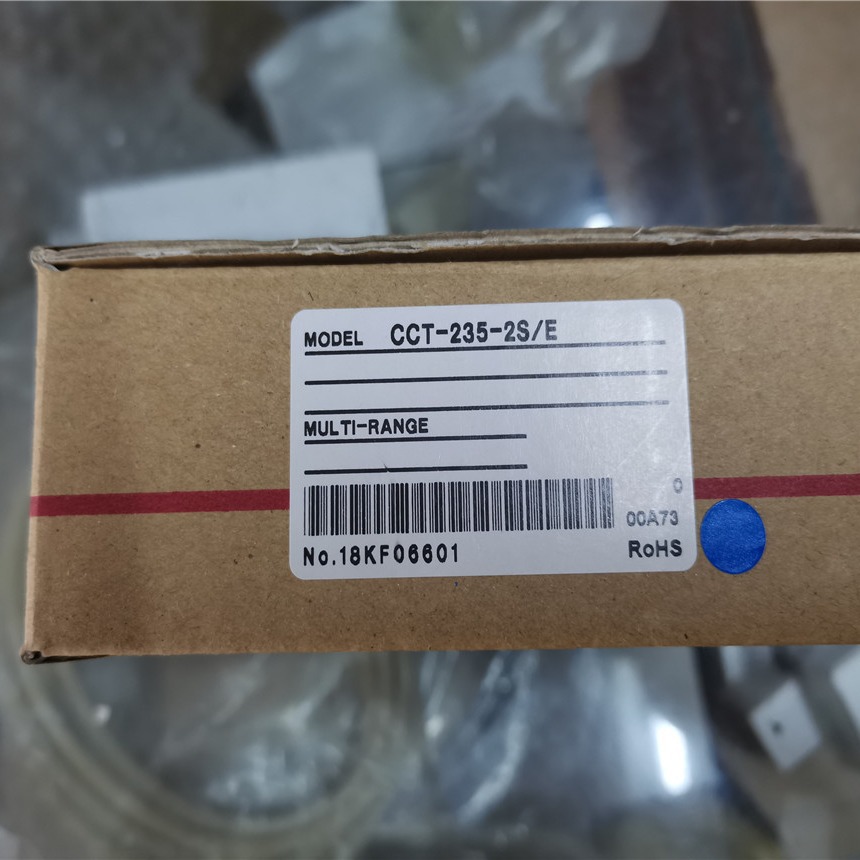 MODEL CCT-235-2S/E
MULTI-RANGE
0
00A73
No.18KF06601
RoHS